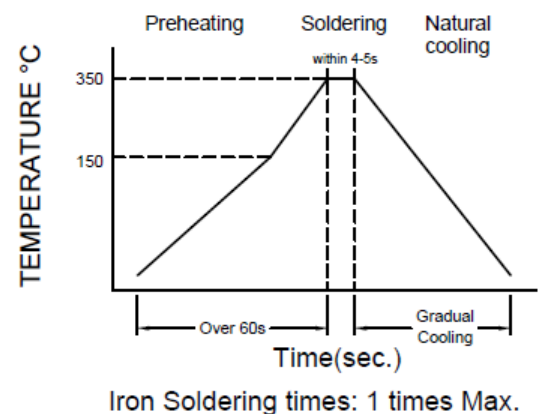 Preheating Soldering Natural
cooling
within 4-5s
TEMPERATURE °C
350
150
Over 60s
Gradual
Cooling
Time(sec.)
Iron Soldering times: 1 times Max.